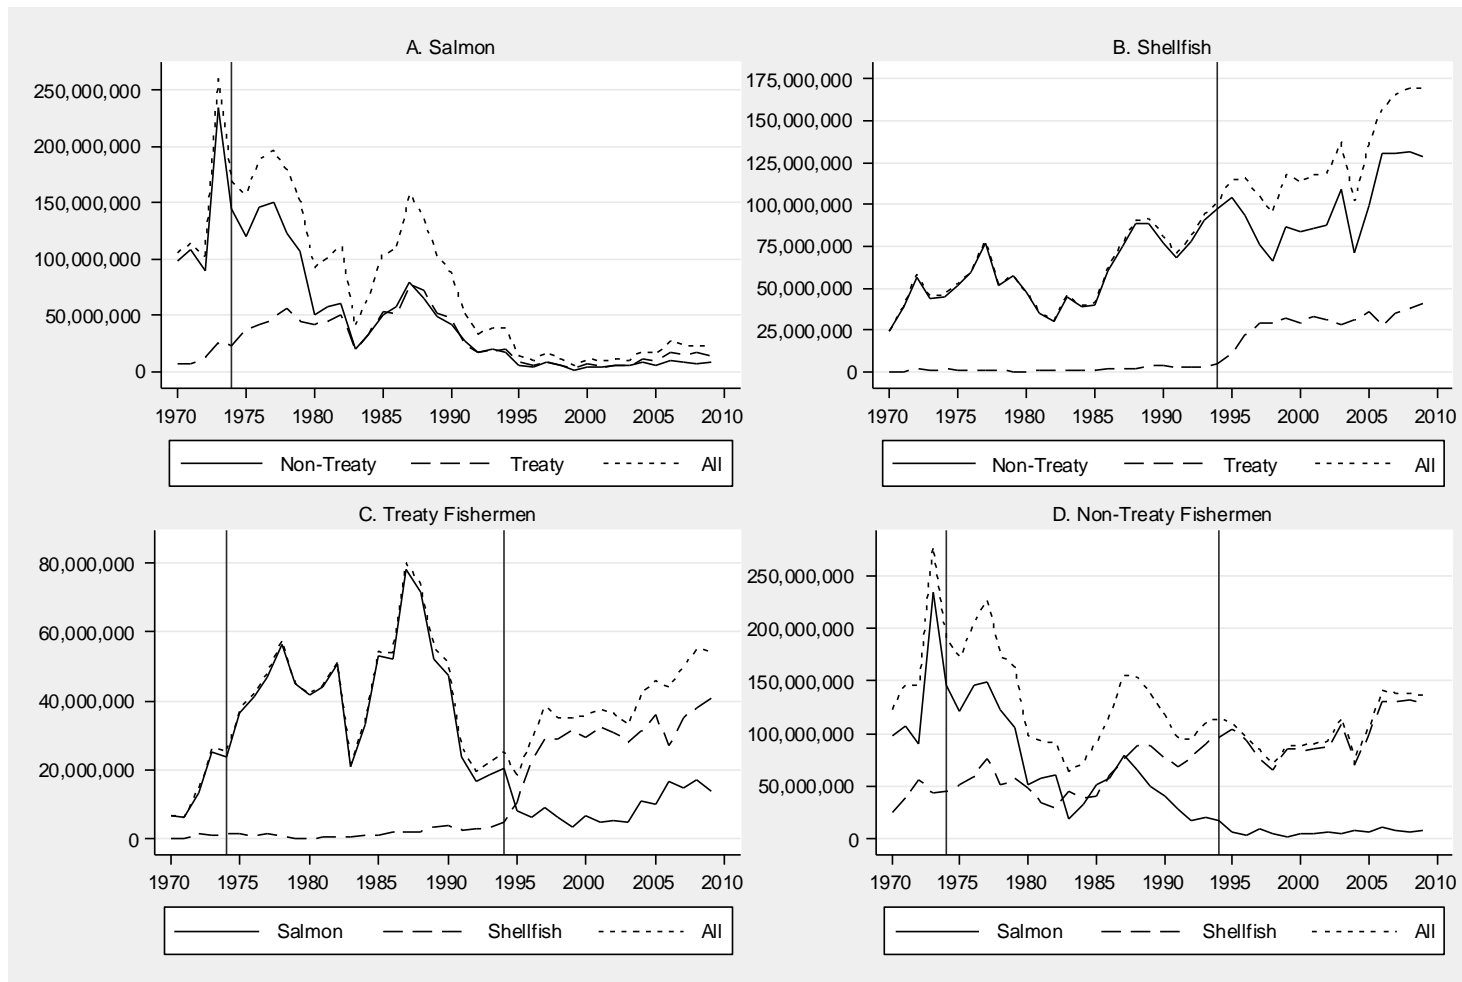 A. Salmon
250,000,000
200,000,000
150,000,000
100,000,000
50,000,000
0
1970 1975 1980 1985 1990 1995 2000 2005 2010
Non-Treaty Treaty All
B. Shellfish
175,000,000
150,000,000
125,000,000
100,000,000
75,000,000
50,000,000
25,000,000
0
1970 1975 1980 1985 1990 1995 2000 2005 2010
Non-Treaty Treaty All
C. Treaty Fishermen
80,000,000
60,000,000
40,000,000
20,000,000
0
1970 1975 1980 1985 1990 1995 2000 2005 2010
Salmon Shellfish All
D. Non-Treaty Fishermen
250,000,000
200,000,000
150,000,000
100,000,000
50,000,000
0
1970 1975 1980 1985 1990 1995 2000 2005 2010
Salmon Shellfish All